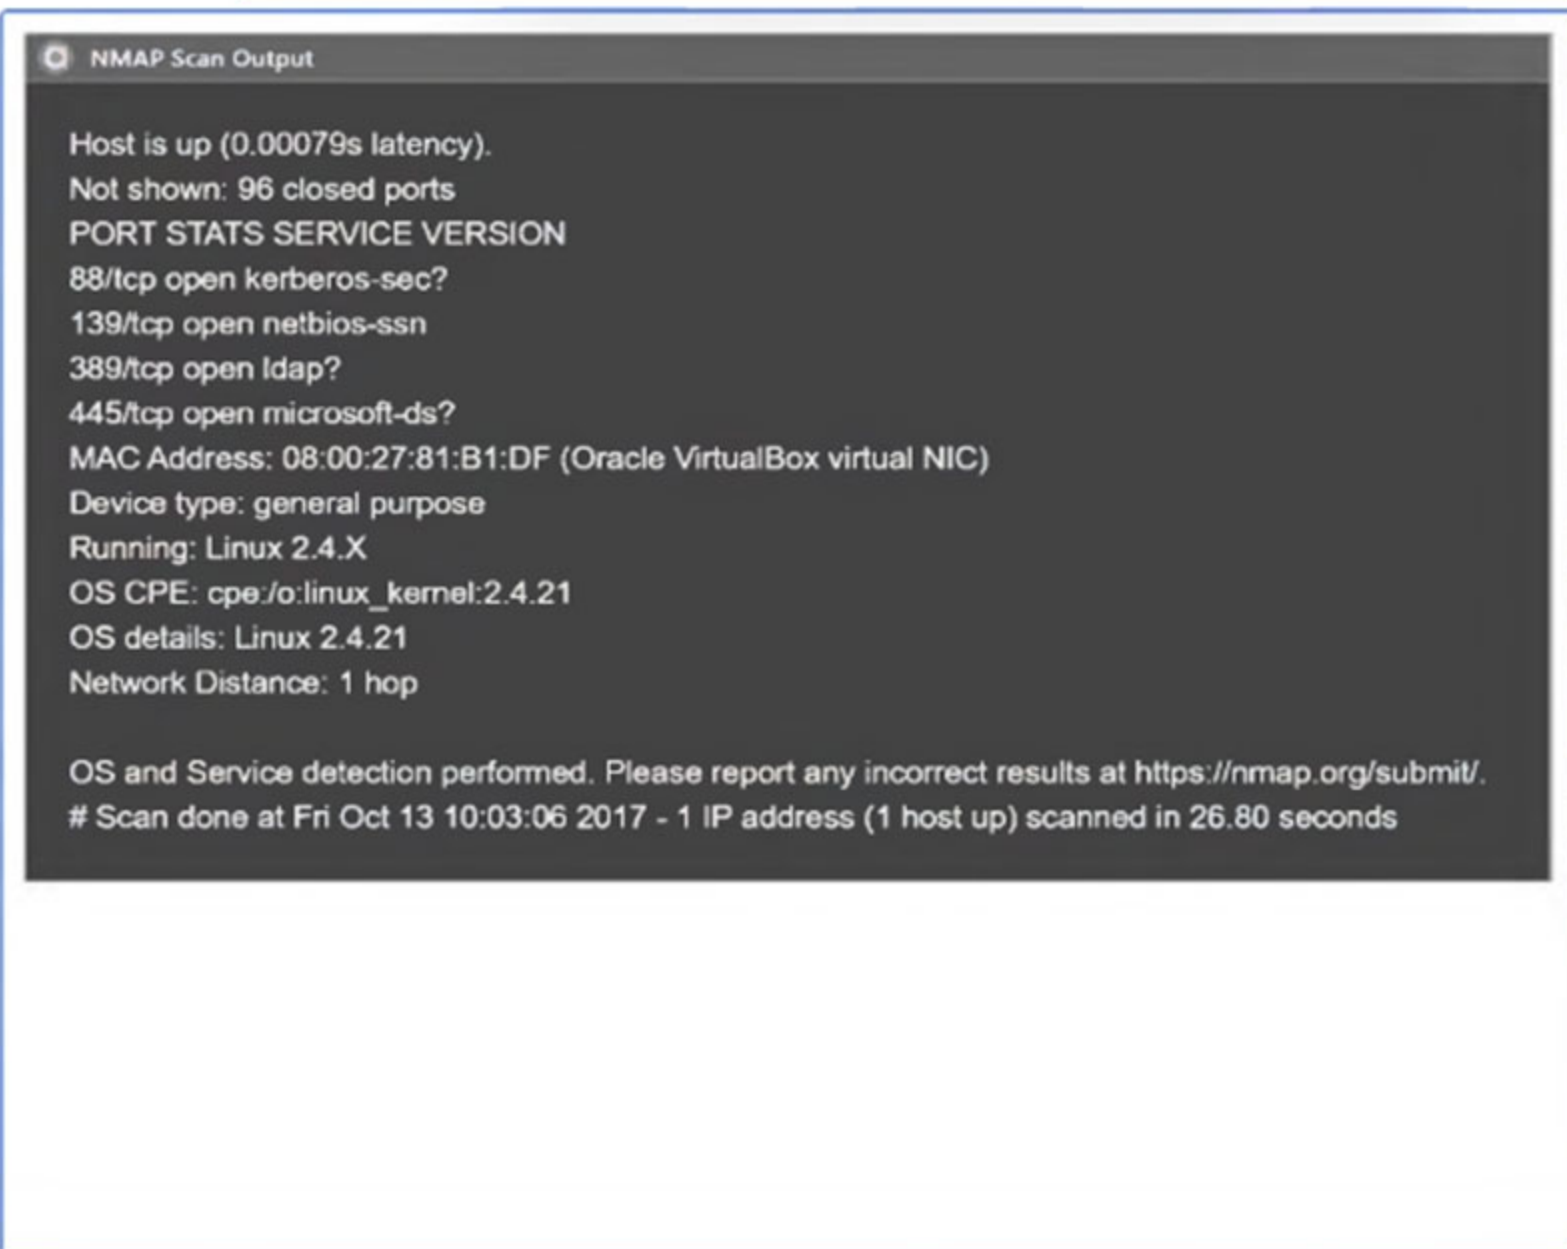 NMAP Scan Output
Host is up (0.00079s latency).
Not shown: 96 closed ports
PORT STATS SERVICE VERSION
88/tcp open kerberos-sec?
139/tcp open netbios-ssn
389/tcp open ldap?
445/tcp open microsoft-ds?
MAC Address: 08:00:27:81:B1:DF (Oracle VirtualBox virtual NIC)
Device type: general purpose
Running: Linux 2.4.X
OS CPE: cpe:/o:linux_kernel:2.4.21
OS details: Linux 2.4.21
Network Distance: 1 hop
OS and Service detection performed. Please report any incorrect results at https://nmap.org/submit/.
# Scan done at Fri Oct 13 10:03:06 2017 - 1 IP address (1 host up) scanned in 26.80 seconds